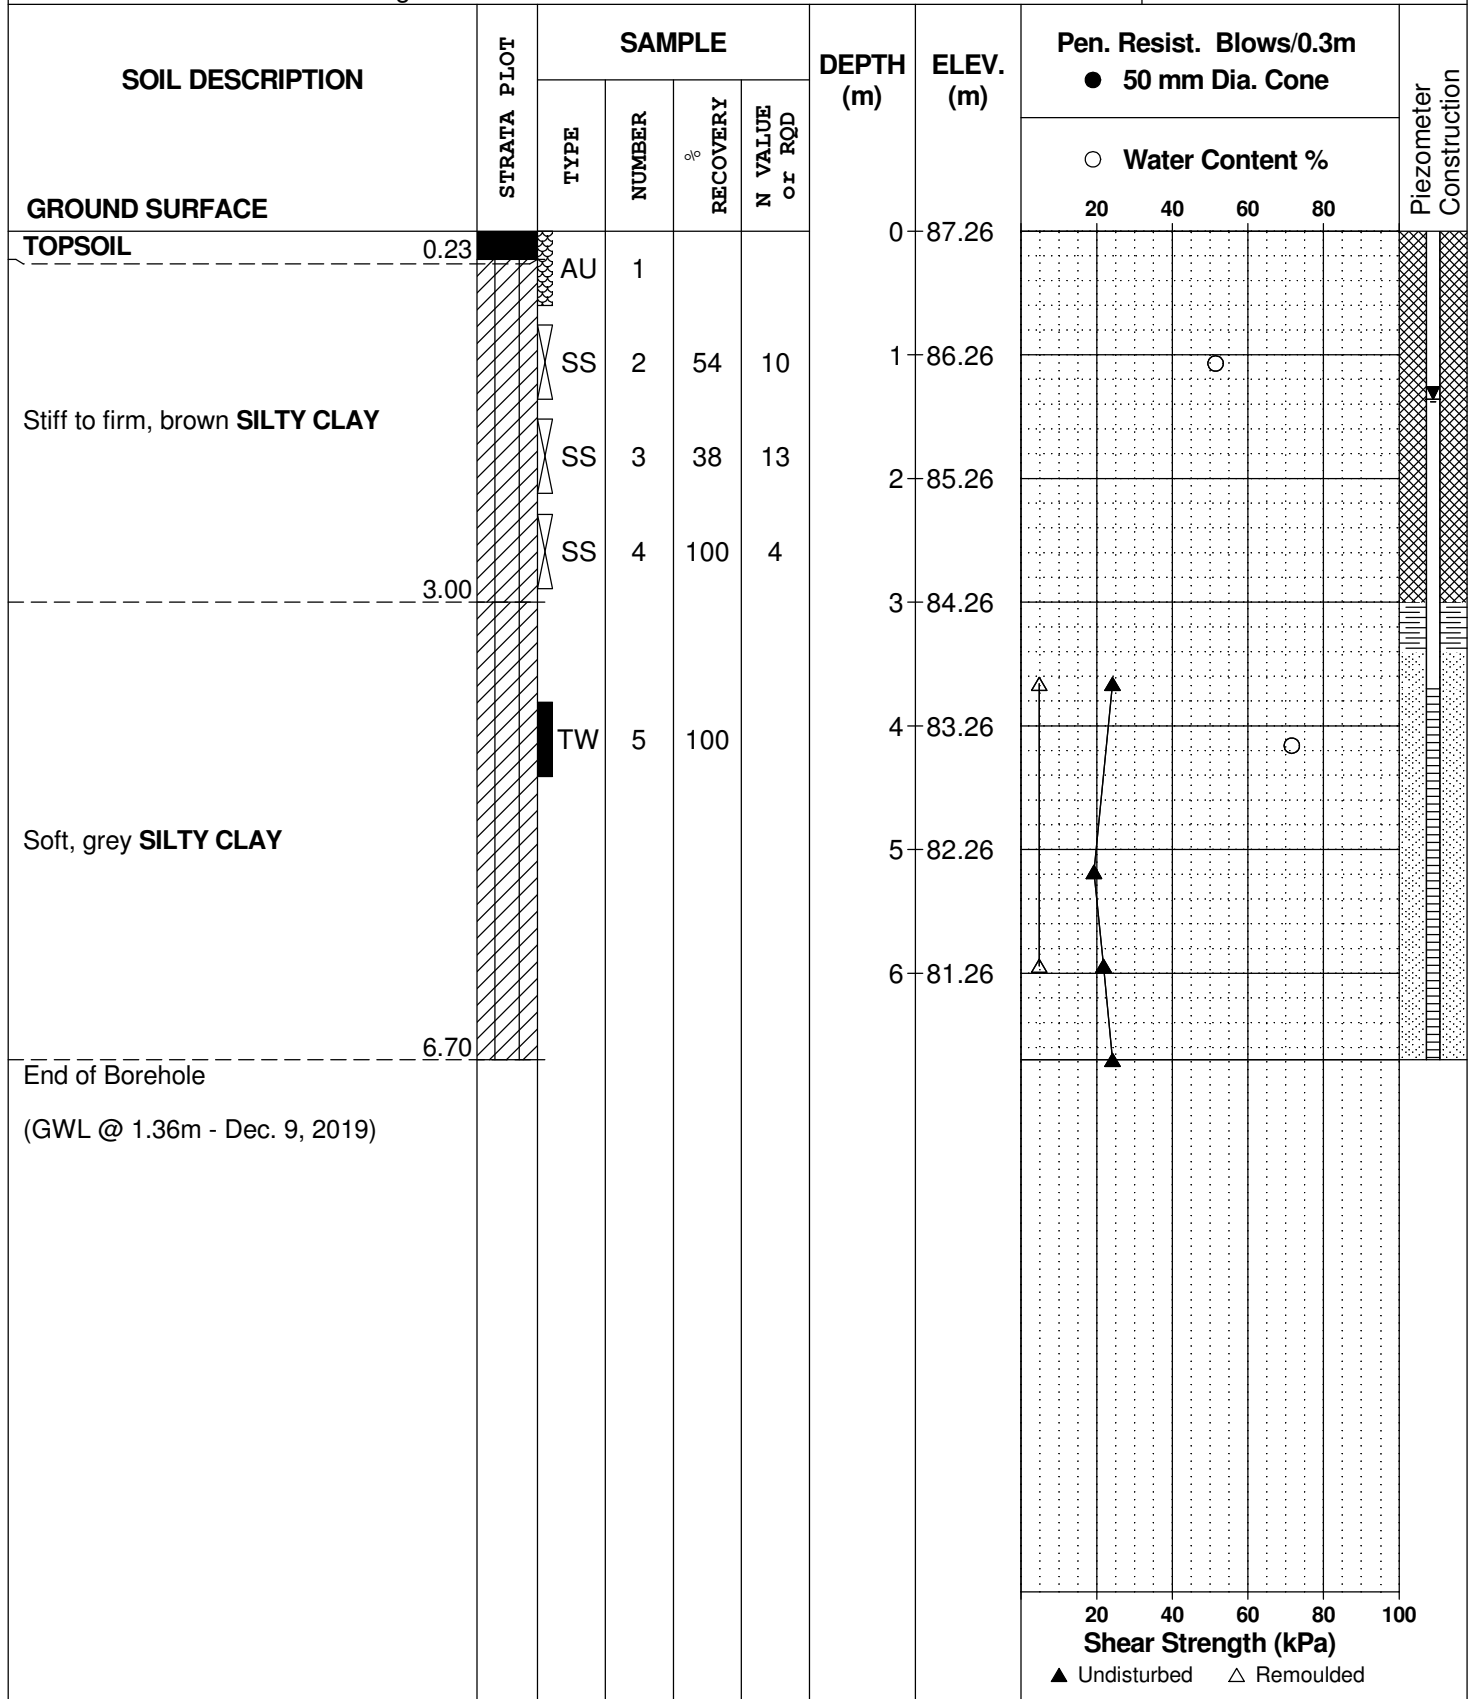 SOIL DESCRIPTION
GROUND SURFACE
STRATA PLOT
SAMPLE
TYPE
NUMBER
% RECOVERY
N VALUE or RQD
DEPTH (m)
ELEV. (m)
Pen. Resist. Blows/0.3m
● 50 mm Dia. Cone
○ Water Content %
20 40 60 80
Piezometer Construction
TOPSOIL 0.23
0 87.26
AU 1
1 86.26
SS 2 54 10
Stiff to firm, brown SILTY CLAY
SS 3 38 13
2 85.26
SS 4 100 4
3.00
3 84.26
4 83.26
TW 5 100
Soft, grey SILTY CLAY
5 82.26
6 81.26
6.70
End of Borehole
(GWL @ 1.36m - Dec. 9, 2019)
20 40 60 80 100
Shear Strength (kPa)
▲ Undisturbed △ Remoulded